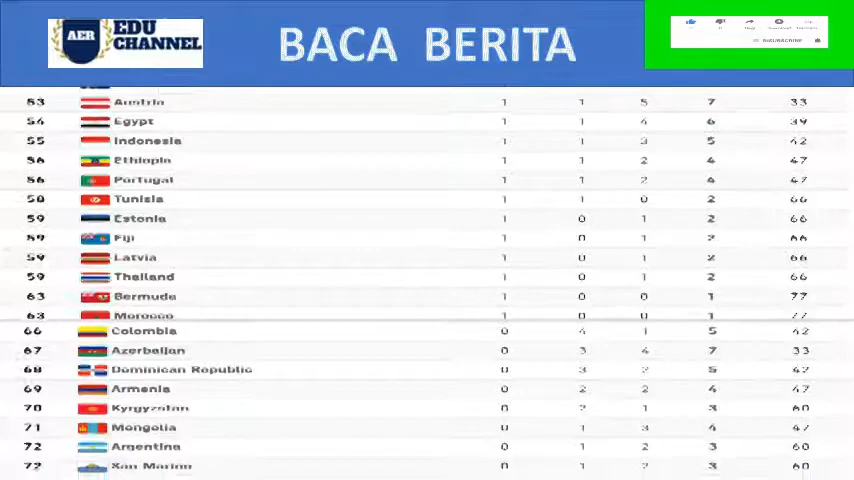 AER
EDU
CHANNEL
BACA BERITA
SUBSCRIBE
53 Austria 1 1 5 7 33
54 Egypt 1 1 4 6 39
55 Indonesia 1 1 3 5 42
56 Ethiopia 1 1 2 4 47
56 Portugal 1 1 2 4 47
58 Tunisia 1 1 0 2 66
59 Estonia 1 0 1 2 66
59 Fiji 1 0 1 2 66
59 Latvia 1 0 1 2 66
59 Thailand 1 0 1 2 66
63 Bermuda 1 0 0 1 77
63 Morocco 1 0 0 1 77
66 Colombia 0 4 1 5 42
67 Azerbaijan 0 3 4 7 33
68 Dominican Republic 0 3 2 5 42
69 Armenia 0 2 2 4 47
70 Kyrgyzstan 0 2 1 3 60
71 Mongolia 0 1 3 4 47
72 Argentina 0 1 2 3 60
72 San Marino 0 1 2 3 60